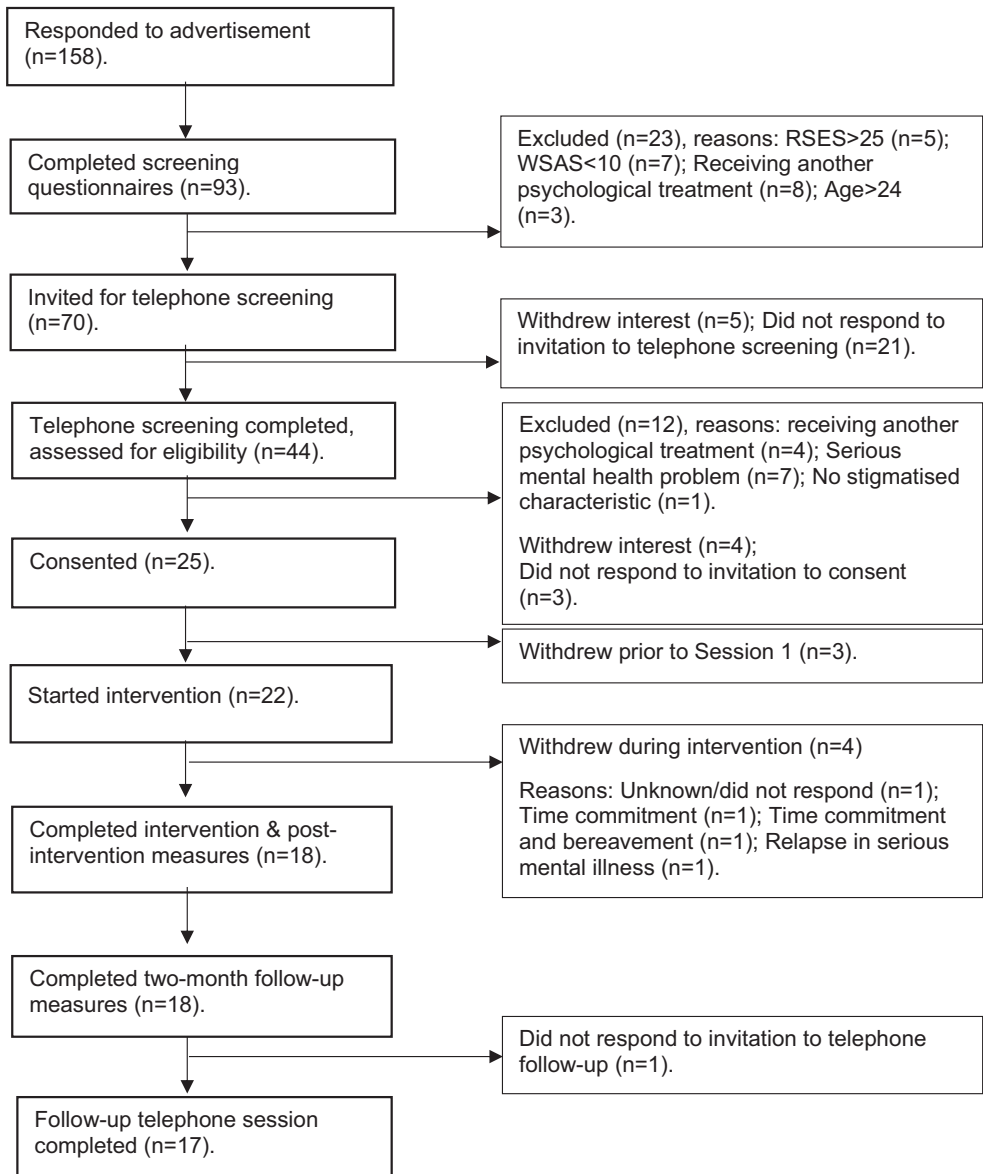 Responded to advertisement
(n=158).
Completed screening
questionnaires (n=93).
Excluded (n=23), reasons: RSES>25 (n=5);
WSAS<10 (n=7); Receiving another
psychological treatment (n=8); Age>24
(n=3).
Invited for telephone screening
(n=70).
Withdrew interest (n=5); Did not respond to
invitation to telephone screening (n=21).
Telephone screening completed,
assessed for eligibility (n=44).
Excluded (n=12), reasons: receiving another
psychological treatment (n=4); Serious
mental health problem (n=7); No stigmatised
characteristic (n=1).
Withdrew interest (n=4);
Did not respond to invitation to consent
(n=3).
Consented (n=25).
Withdrew prior to Session 1 (n=3).
Started intervention (n=22).
Withdrew during intervention (n=4)
Reasons: Unknown/did not respond (n=1);
Time commitment (n=1); Time commitment
and bereavement (n=1); Relapse in serious
mental illness (n=1).
Completed intervention & post-
intervention measures (n=18).
Completed two-month follow-up
measures (n=18).
Did not respond to invitation to telephone
follow-up (n=1).
Follow-up telephone session
completed (n=17).